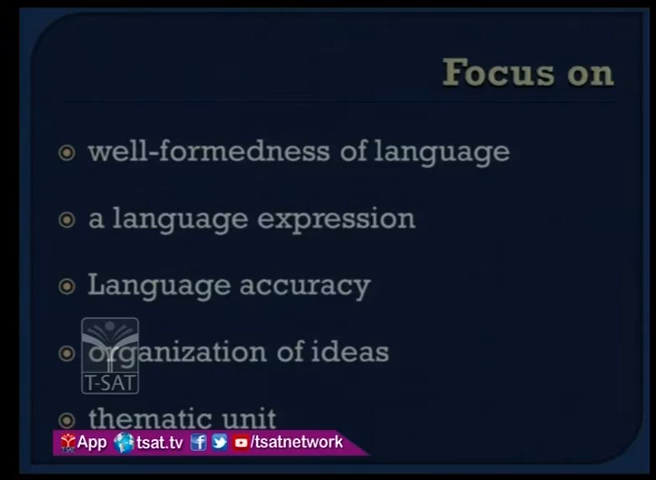 Focus on
well-formedness of language
a language expression
Language accuracy
organization of ideas
T-SAT
thematic unit
App tsat.tv /tsatnetwork